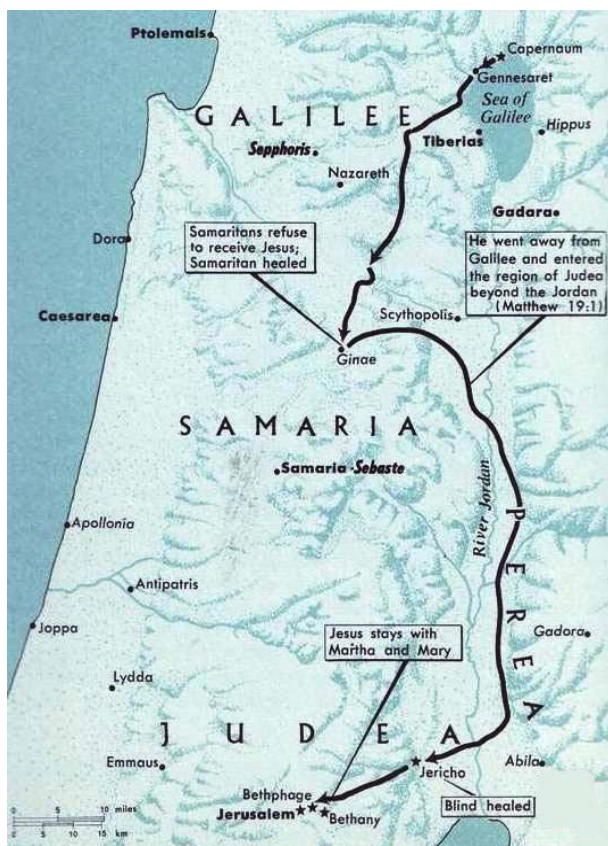 Ptolemais
Capernaum
Gennesaret
Sea of
Galilee
GALILEE
Tiberias
Hippus
Sepphoris
Nazareth
Gadara
Samaritans refuse
to receive Jesus;
Samaritan healed
He went away from
Galilee and entered
the region of Judea
beyond the Jordan
(Matthew 19:1)
Dora
Caesarea
Scythopolis
Ginae
SAMARIA
Samaria-Sebaste
River Jordan
PEREA
Apollonia
Antipatris
Joppa
Jesus stays with
Martha and Mary
Gadora
Lydda
JUDEA
Emmaus
Jericho
Abila
Bethphage
Jerusalem
Bethany
Blind healed
0 5 10 miles
0 5 10 15 km